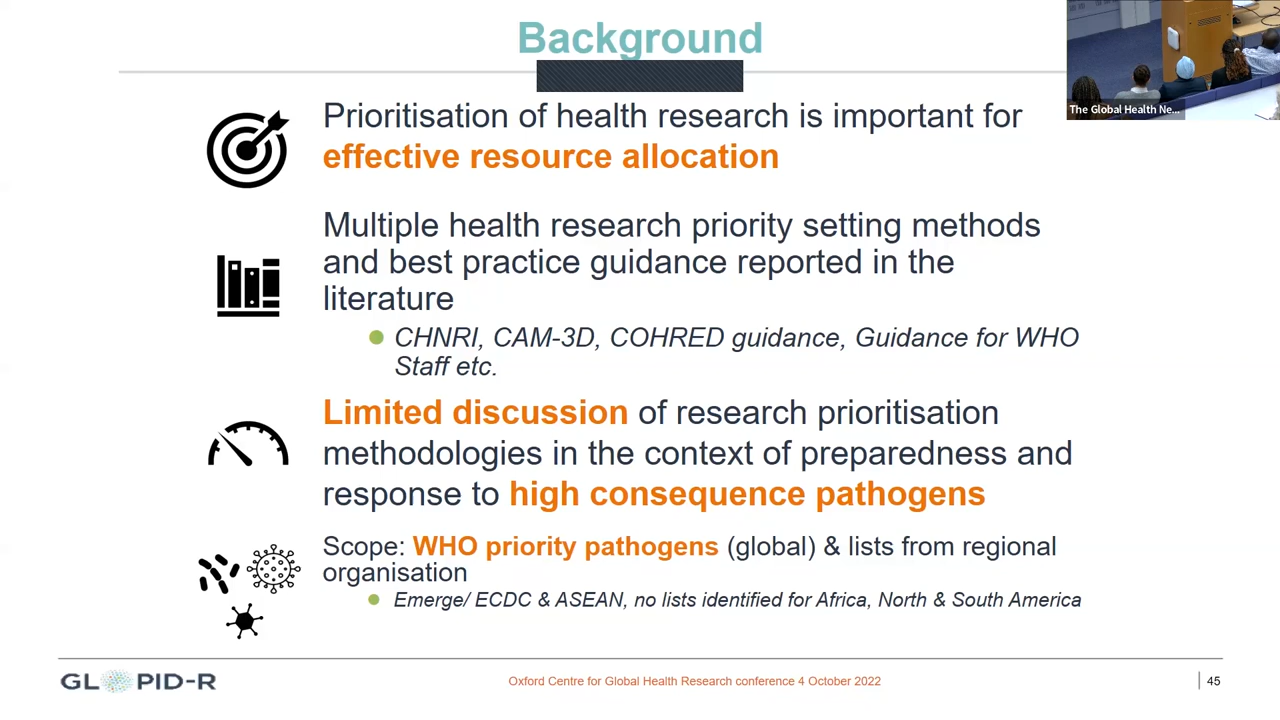 Background
The Global Health Ne...
Prioritisation of health research is important for
effective resource allocation
Multiple health research priority setting methods
and best practice guidance reported in the
literature
CHNRI, CAM-3D, COHRED guidance, Guidance for WHO
Staff etc.
Limited discussion of research prioritisation
methodologies in the context of preparedness and
response to high consequence pathogens
Scope: WHO priority pathogens (global) & lists from regional
organisation
Emerge/ ECDC & ASEAN, no lists identified for Africa, North & South America
GLOPID-R
Oxford Centre for Global Health Research conference 4 October 2022
45